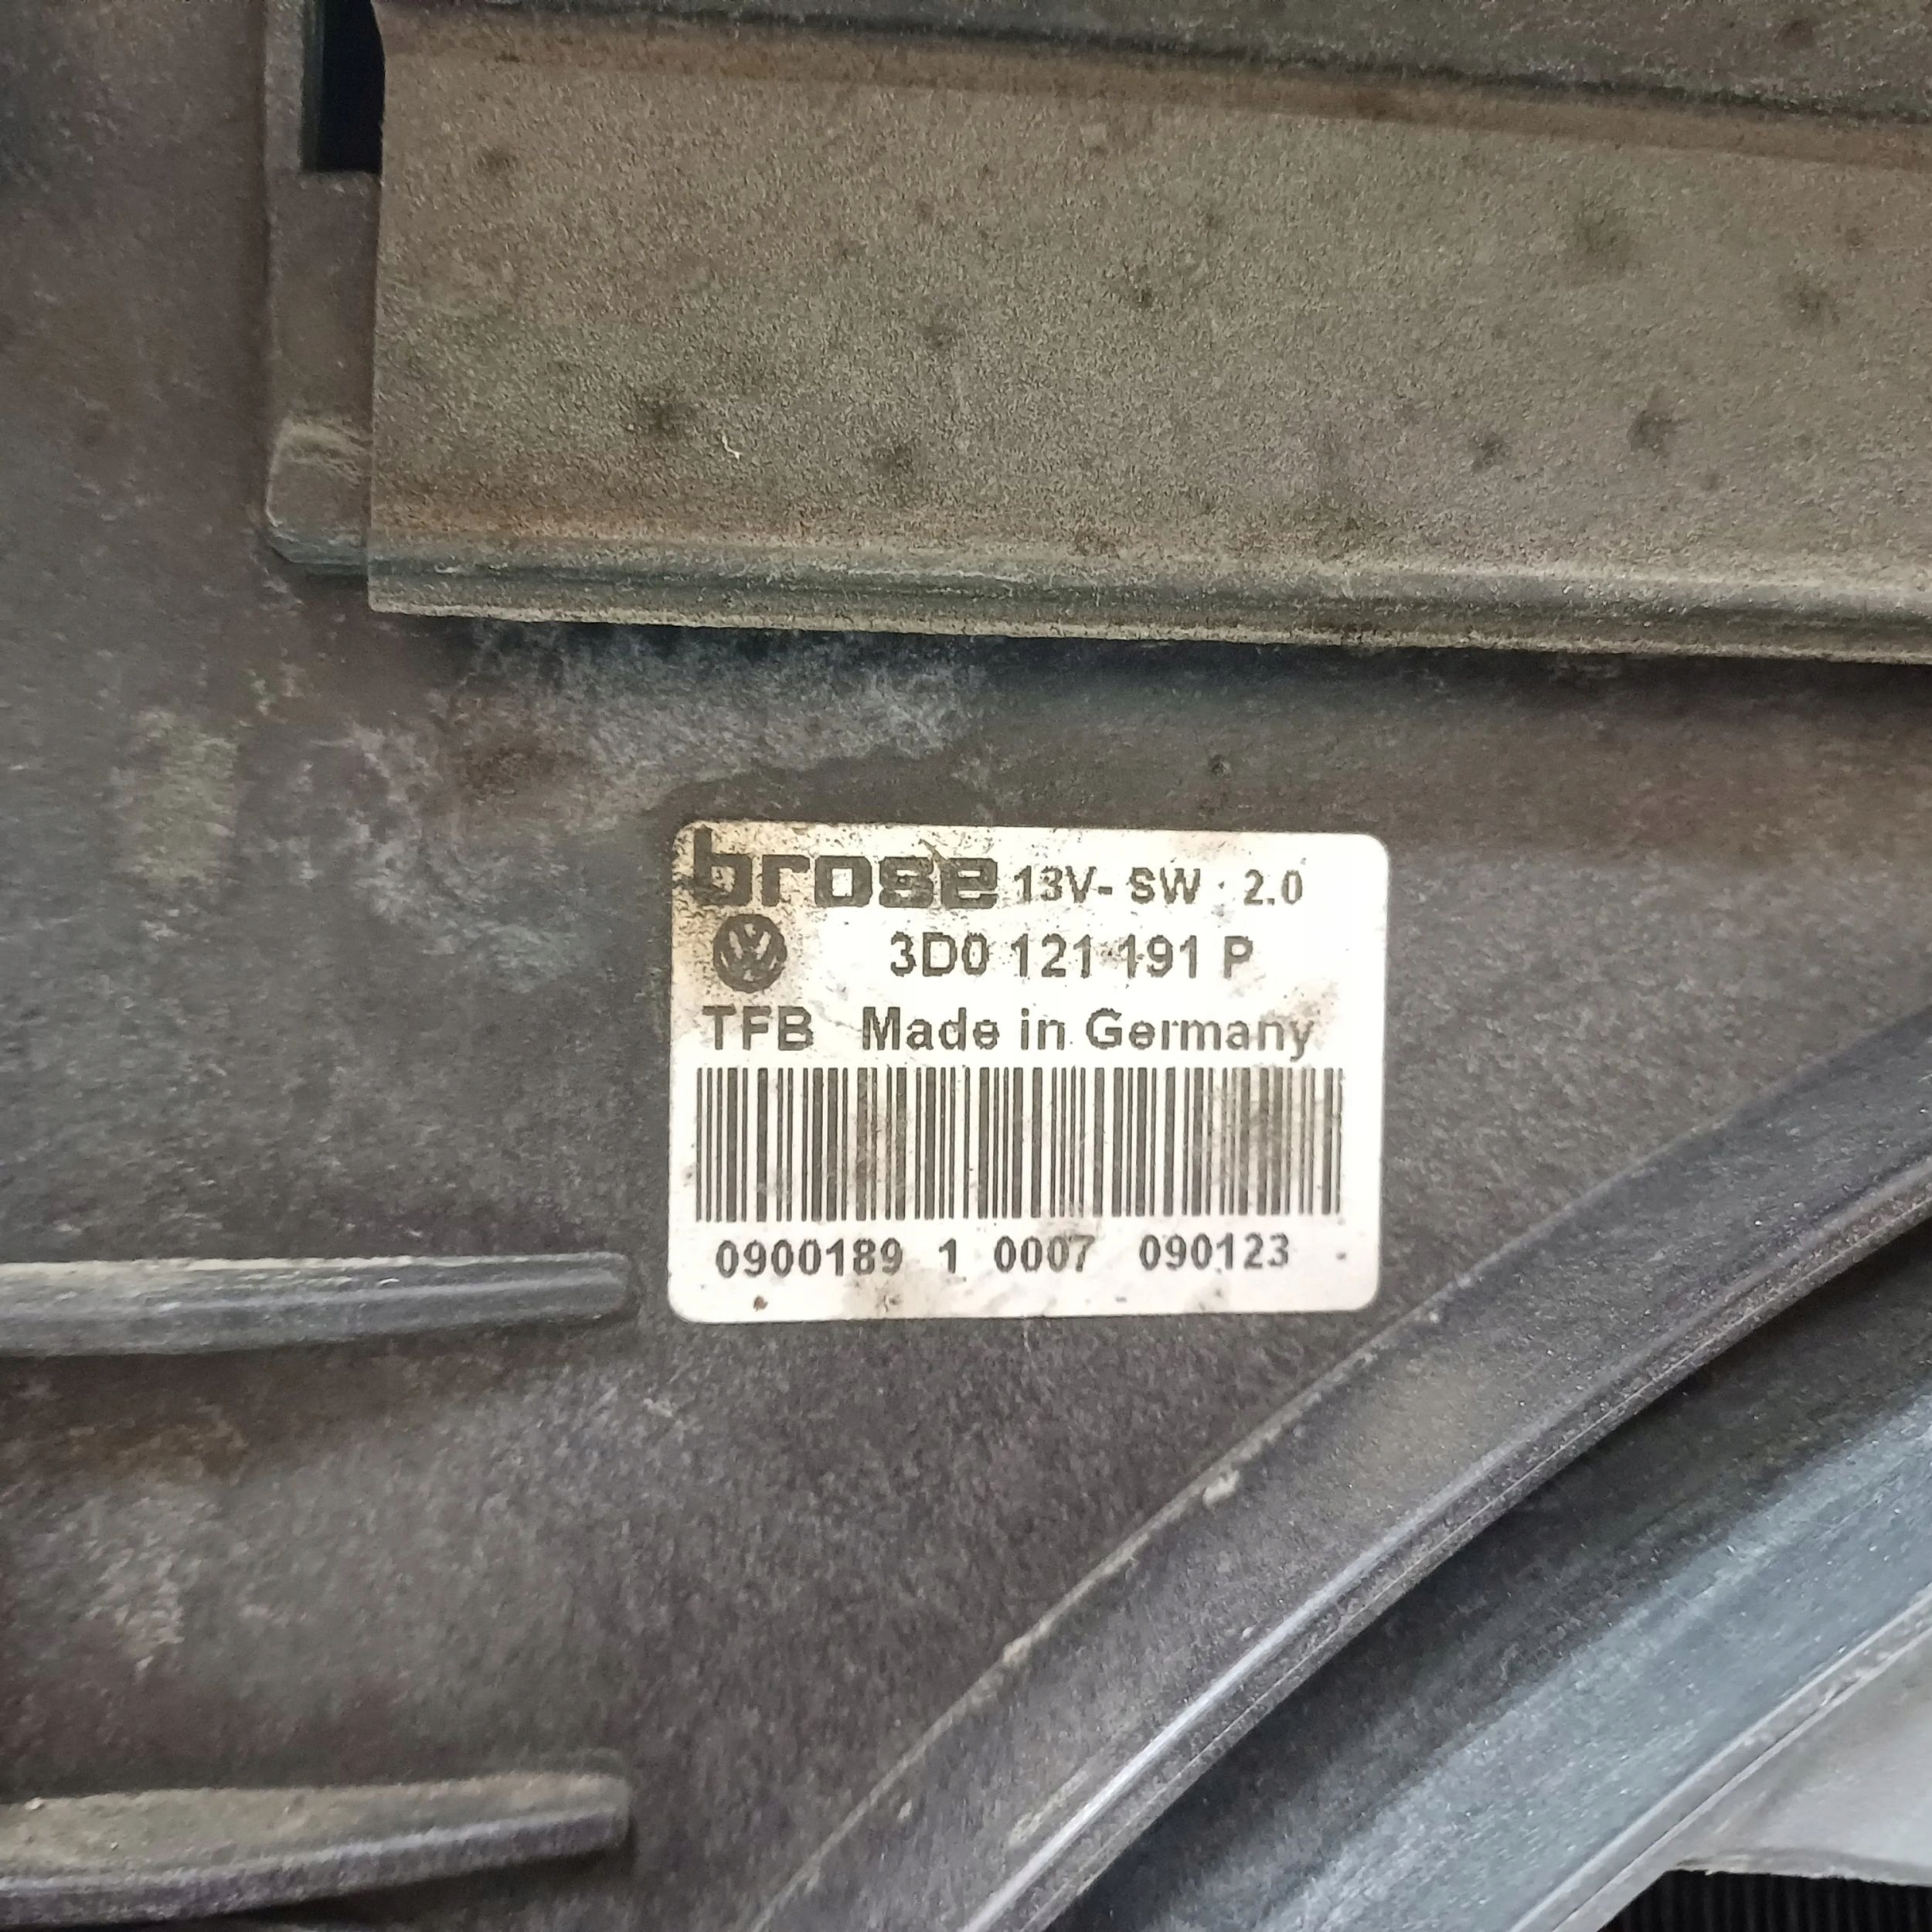 brose 13V- SW · 2.0
3D0 121 191 P
TFB Made in Germany
0900189 1 0007 090123 -